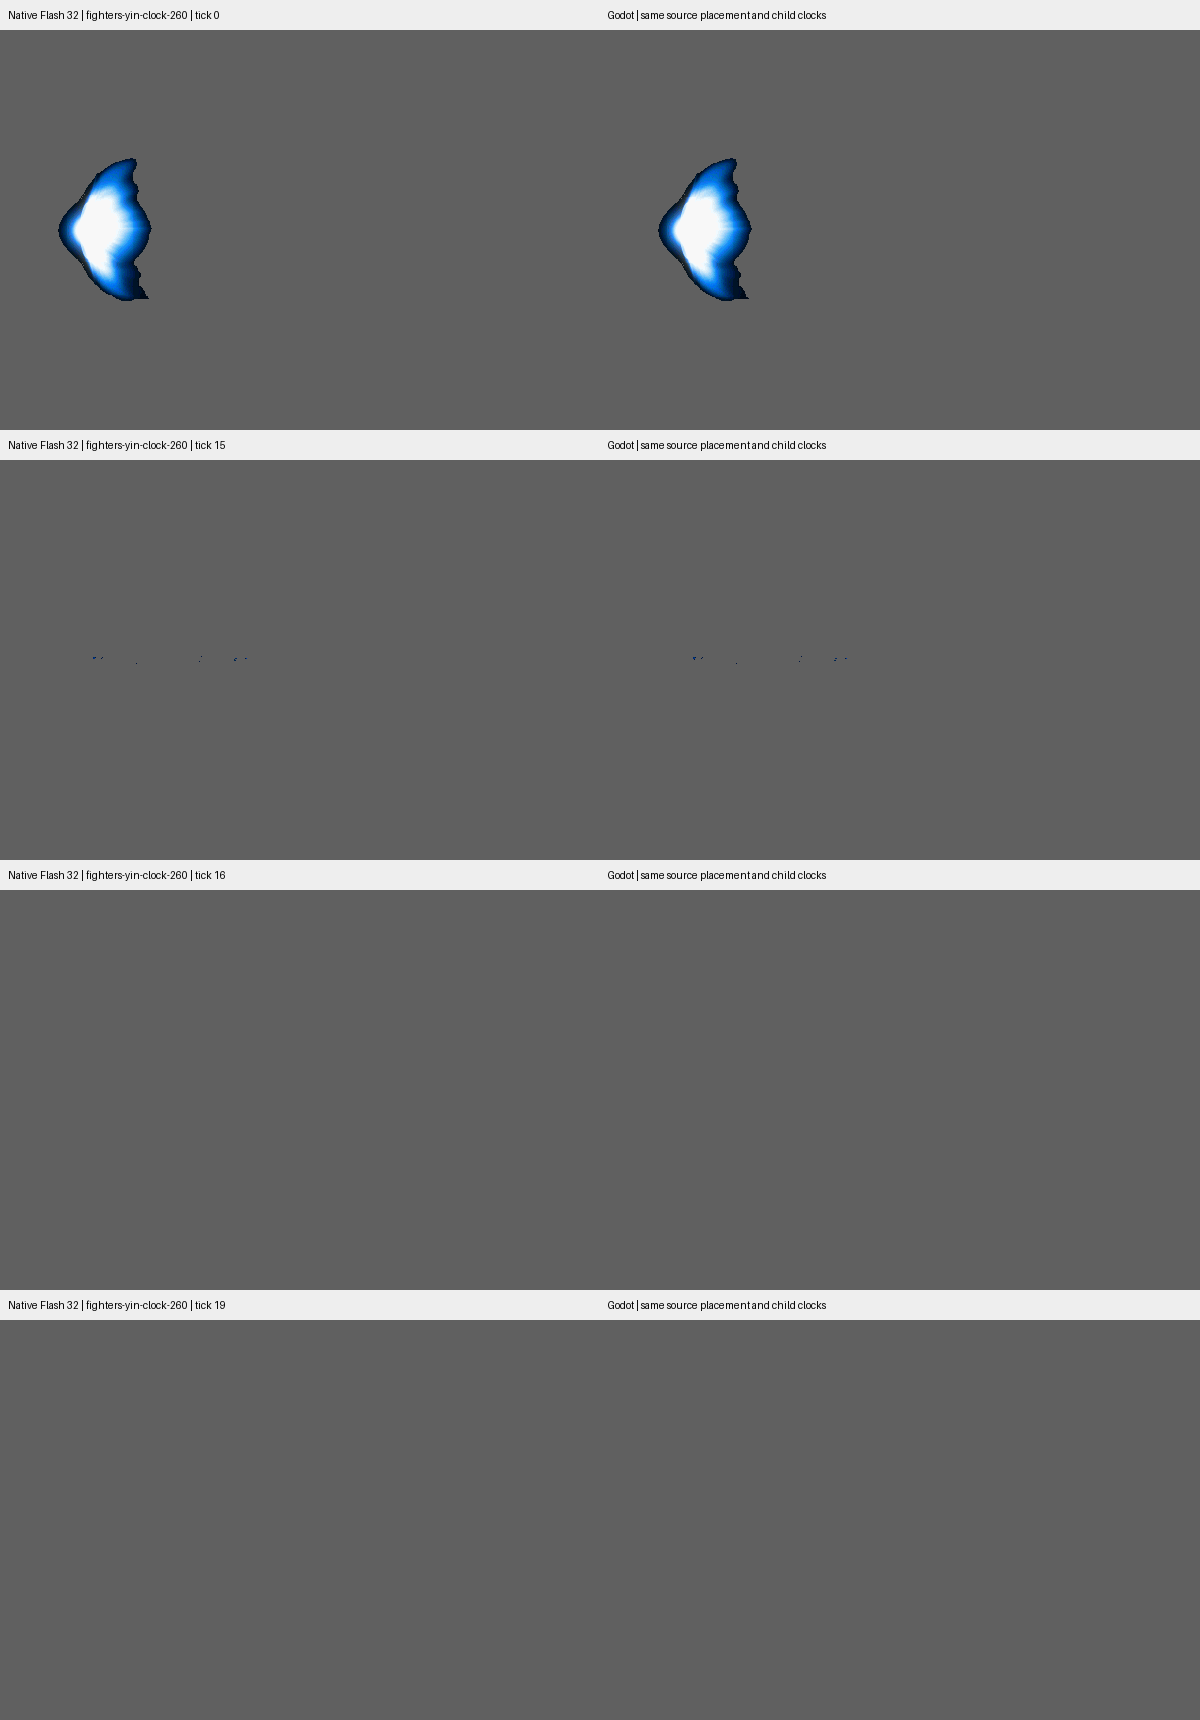 Native Flash 32 | fighters-yin-clock-260 | tick 0
Godot | same source placement and child clocks
Native Flash 32 | fighters-yin-clock-260 | tick 15
Godot | same source placement and child clocks
Native Flash 32 | fighters-yin-clock-260 | tick 16
Godot | same source placement and child clocks
Native Flash 32 | fighters-yin-clock-260 | tick 19
Godot | same source placement and child clocks